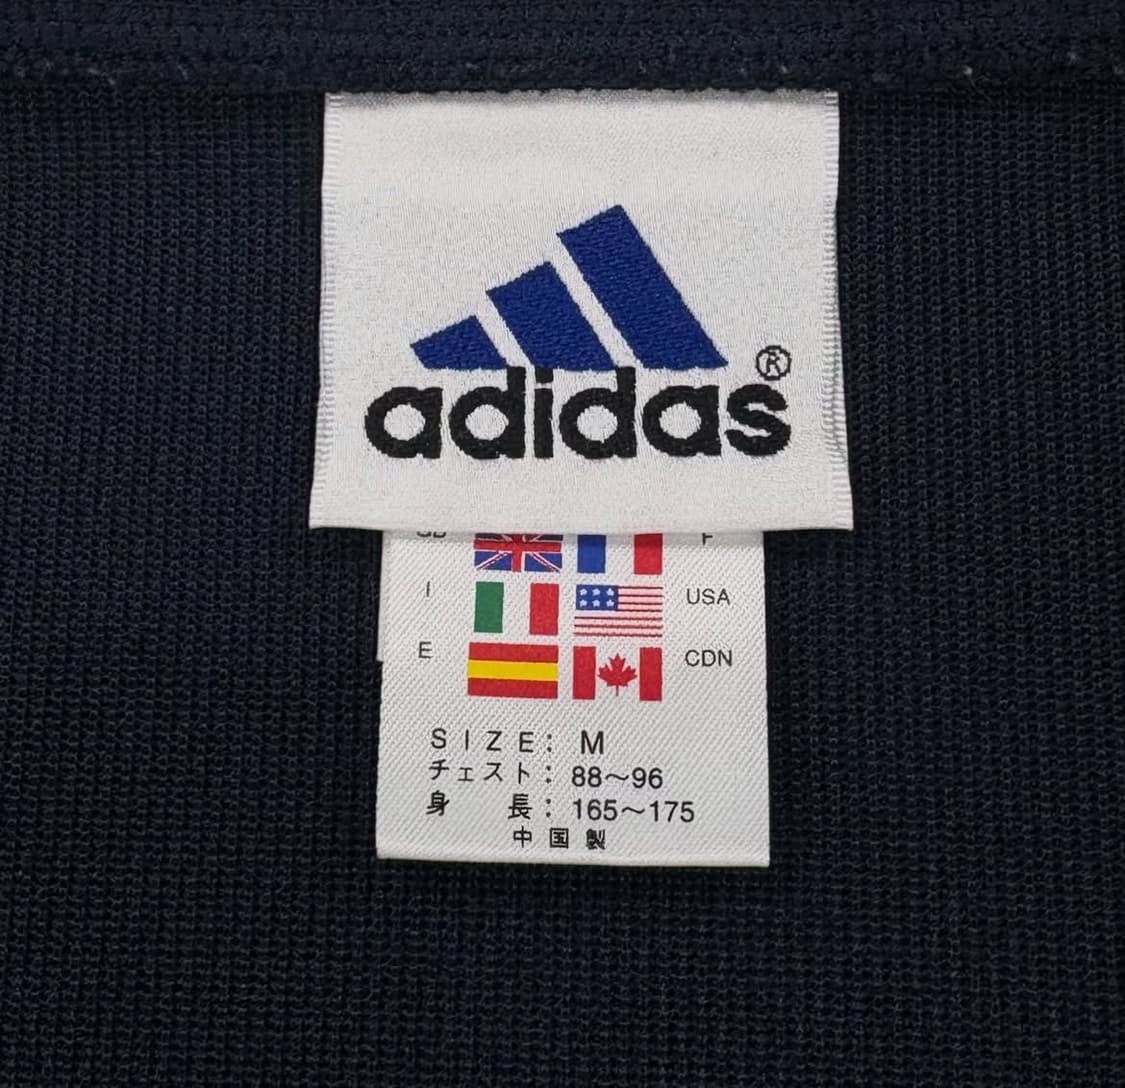 adidas®
F
I USA
E CDN
SIZE: M
チェスト: 88〜96
身 長: 165〜175
中国製